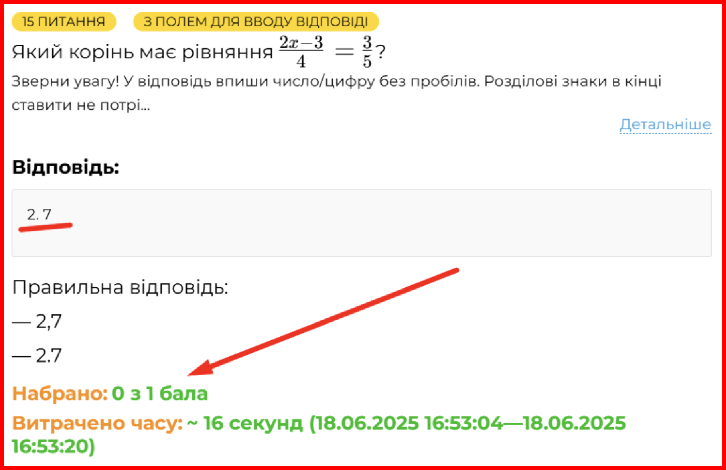 15 ПИТАННЯ З ПОЛЕМ ДЛЯ ВВОДУ ВІДПОВІДІ
Який корінь має рівняння (2x−3)/4 = 3/5?
Зверни увагу! У відповідь впиши число/цифру без пробілів. Розділові знаки в кінці
ставити не потрі...
Детальніше
Відповідь:
2. 7
Правильна відповідь:
— 2,7
— 2.7
Набрано: 0 з 1 бала
Витрачено часу: ~ 16 секунд (18.06.2025 16:53:04—18.06.2025
16:53:20)